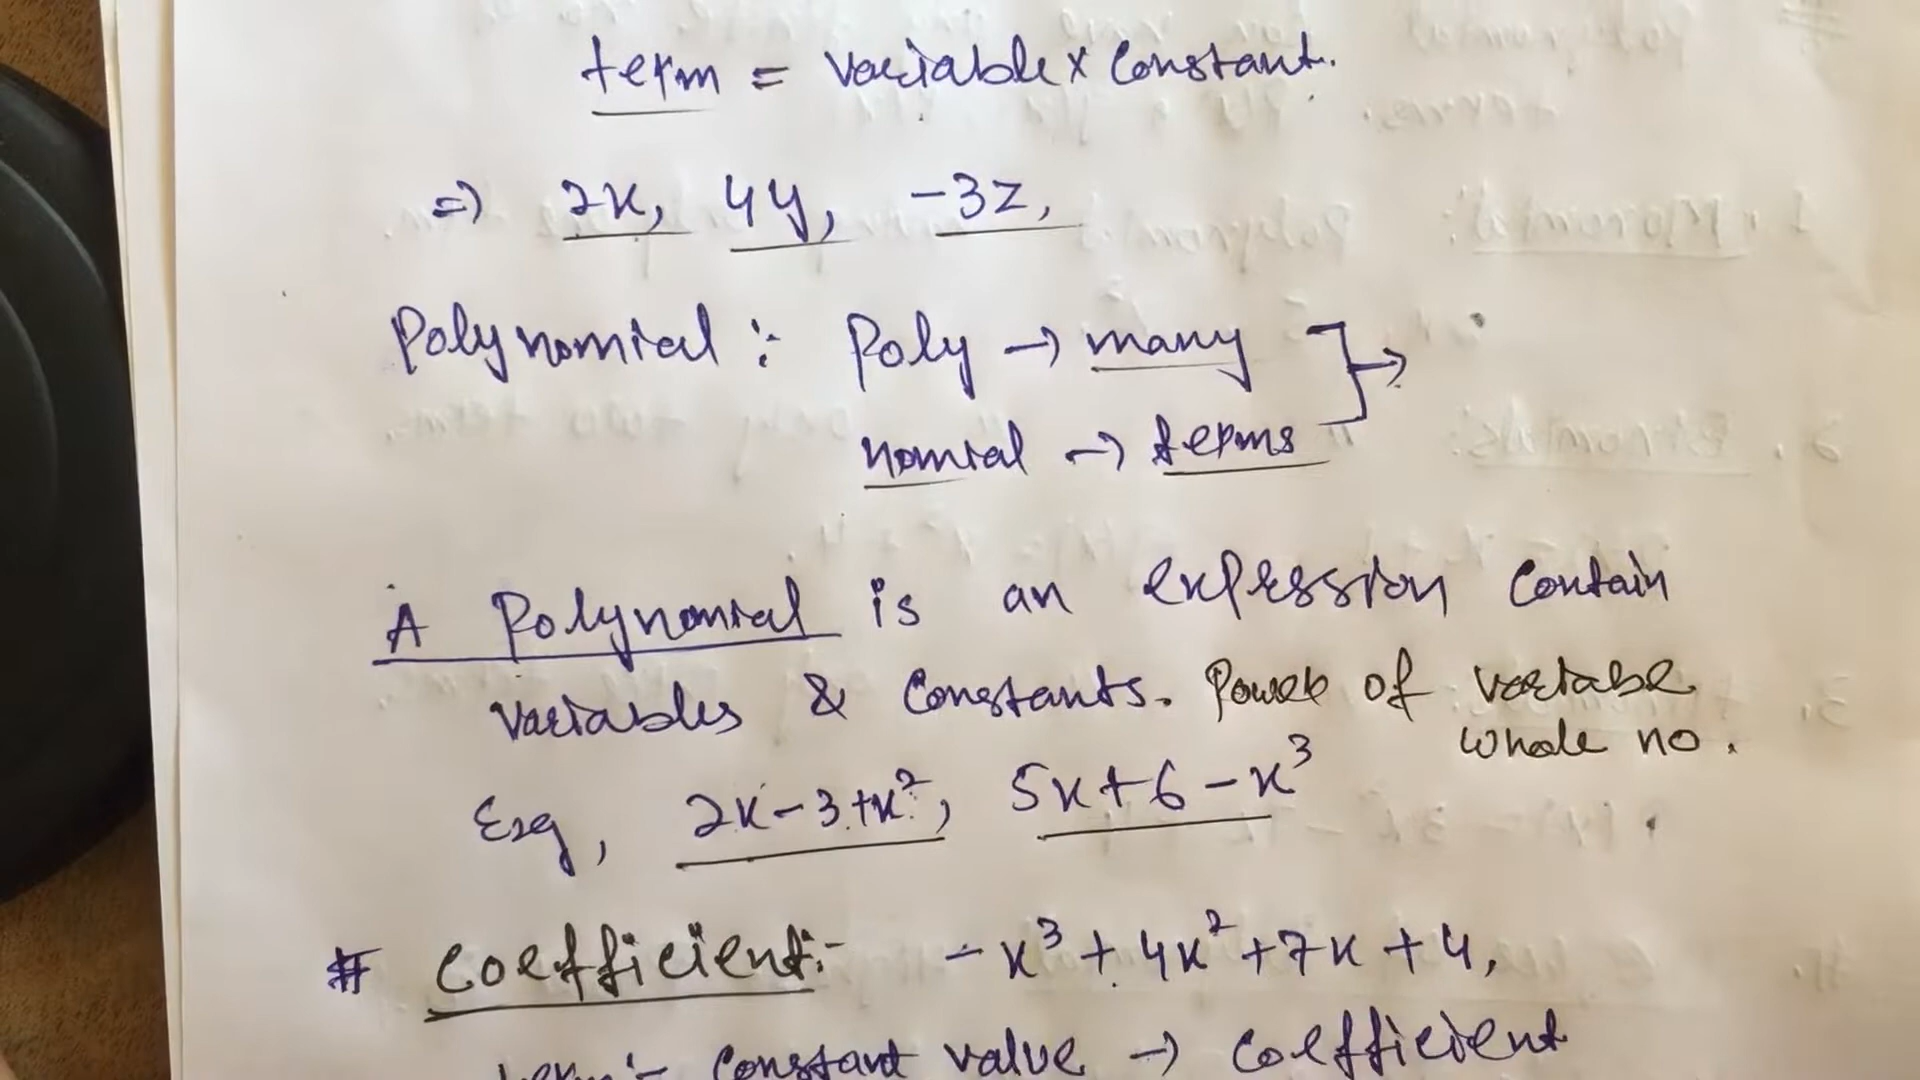 term = Variable × Constant.
=> 2x, 4y, -3z,
Polynomial :- Poly → many
nomial → terms
A Polynomial is an expression contain
variables & Constants. Power of variable
whole no.
Eg, 2x-3+x², 5x+6-x³
# Coefficient:- -x³+4x²+7x+4,
term :- Constant value → Coefficient